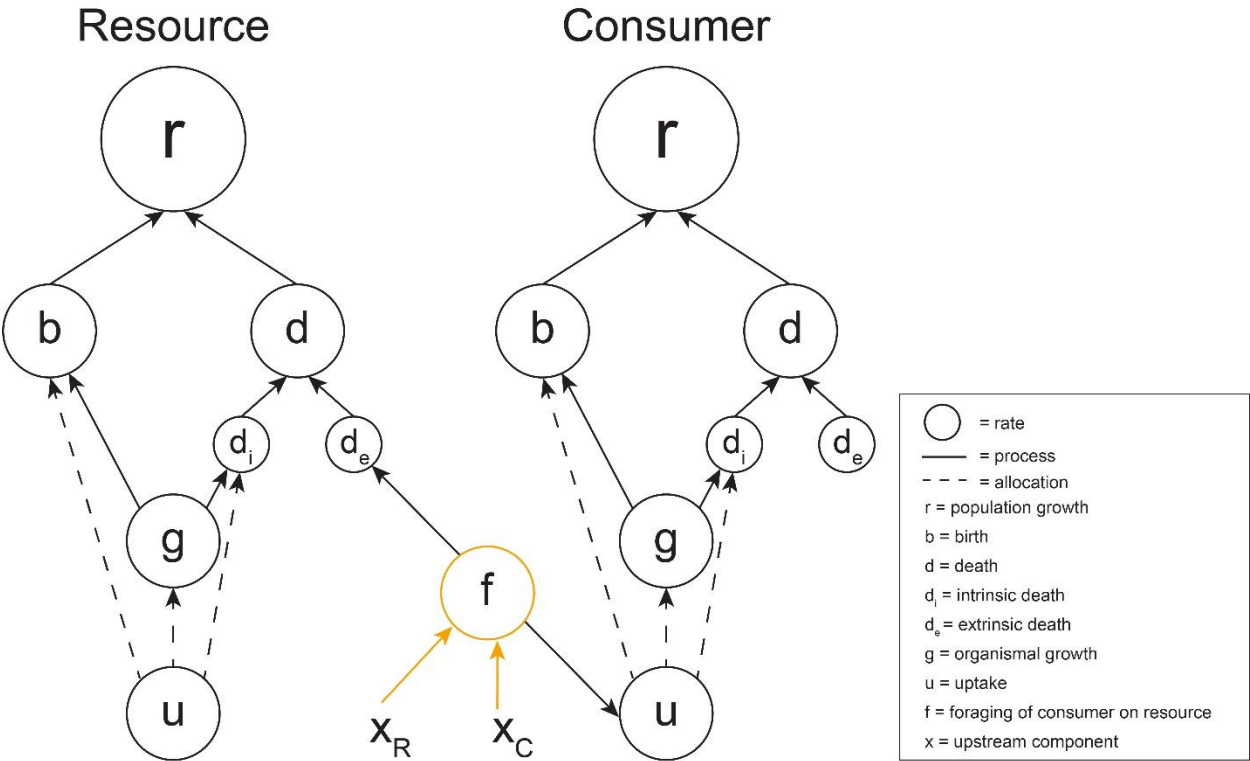 Resource
Consumer
r
r
b
d
b
d
di
de
di
de
g
g
f
u
u
xR
xC
= rate
= process
= allocation
r = population growth
b = birth
d = death
di = intrinsic death
de = extrinsic death
g = organismal growth
u = uptake
f = foraging of consumer on resource
x = upstream component